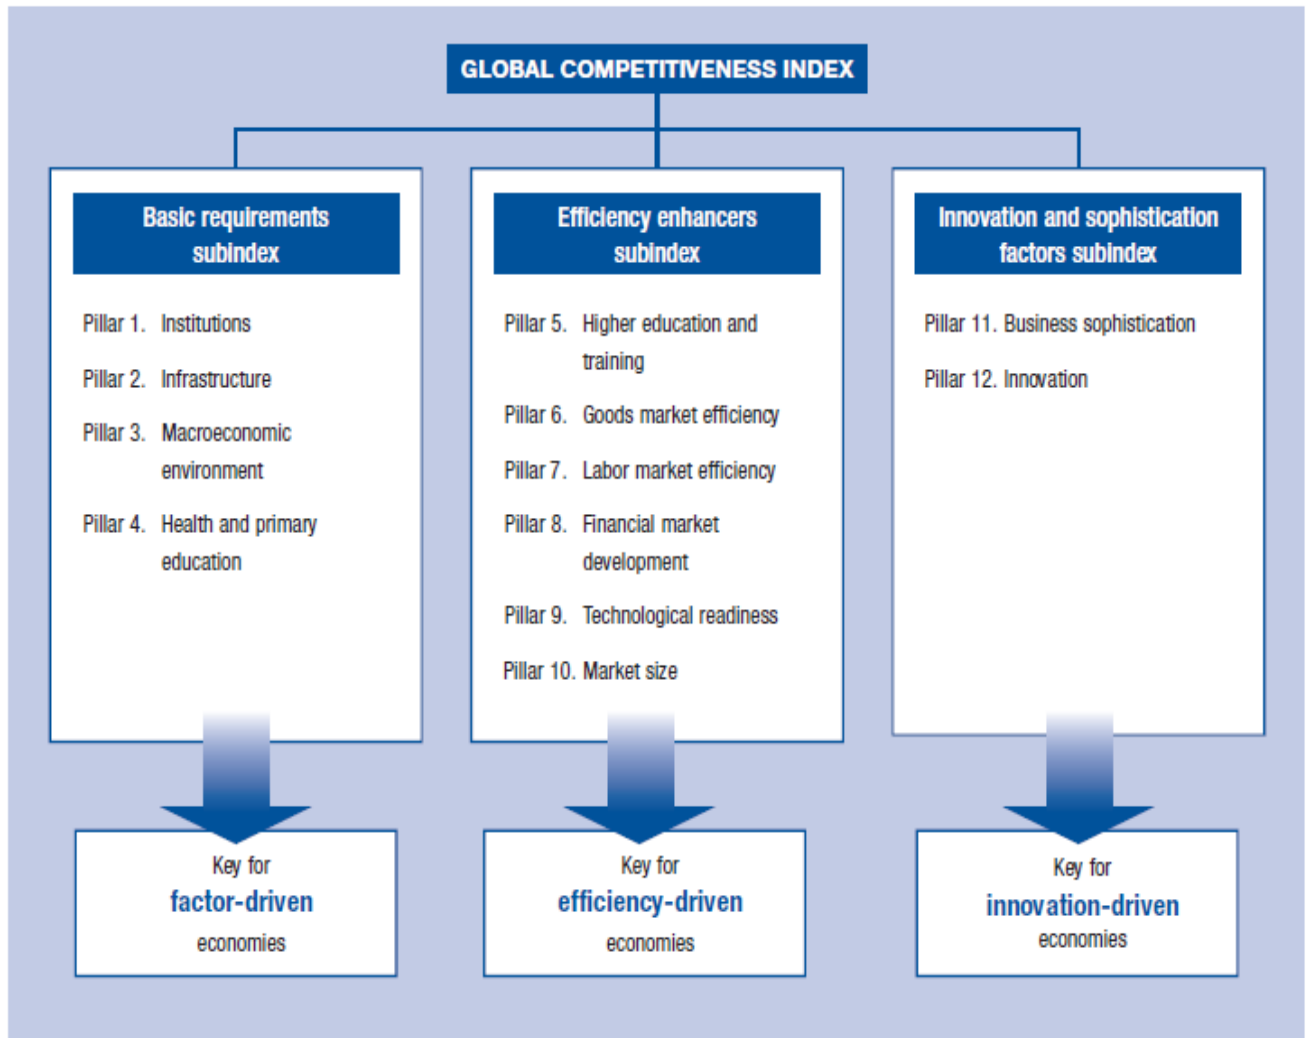 GLOBAL COMPETITIVENESS INDEX
Basic requirements
subindex
Pillar 1. Institutions
Pillar 2. Infrastructure
Pillar 3. Macroeconomic
environment
Pillar 4. Health and primary
education
Key for
factor-driven
economies
Efficiency enhancers
subindex
Pillar 5. Higher education and
training
Pillar 6. Goods market efficiency
Pillar 7. Labor market efficiency
Pillar 8. Financial market
development
Pillar 9. Technological readiness
Pillar 10. Market size
Key for
efficiency-driven
economies
Innovation and sophistication
factors subindex
Pillar 11. Business sophistication
Pillar 12. Innovation
Key for
innovation-driven
economies